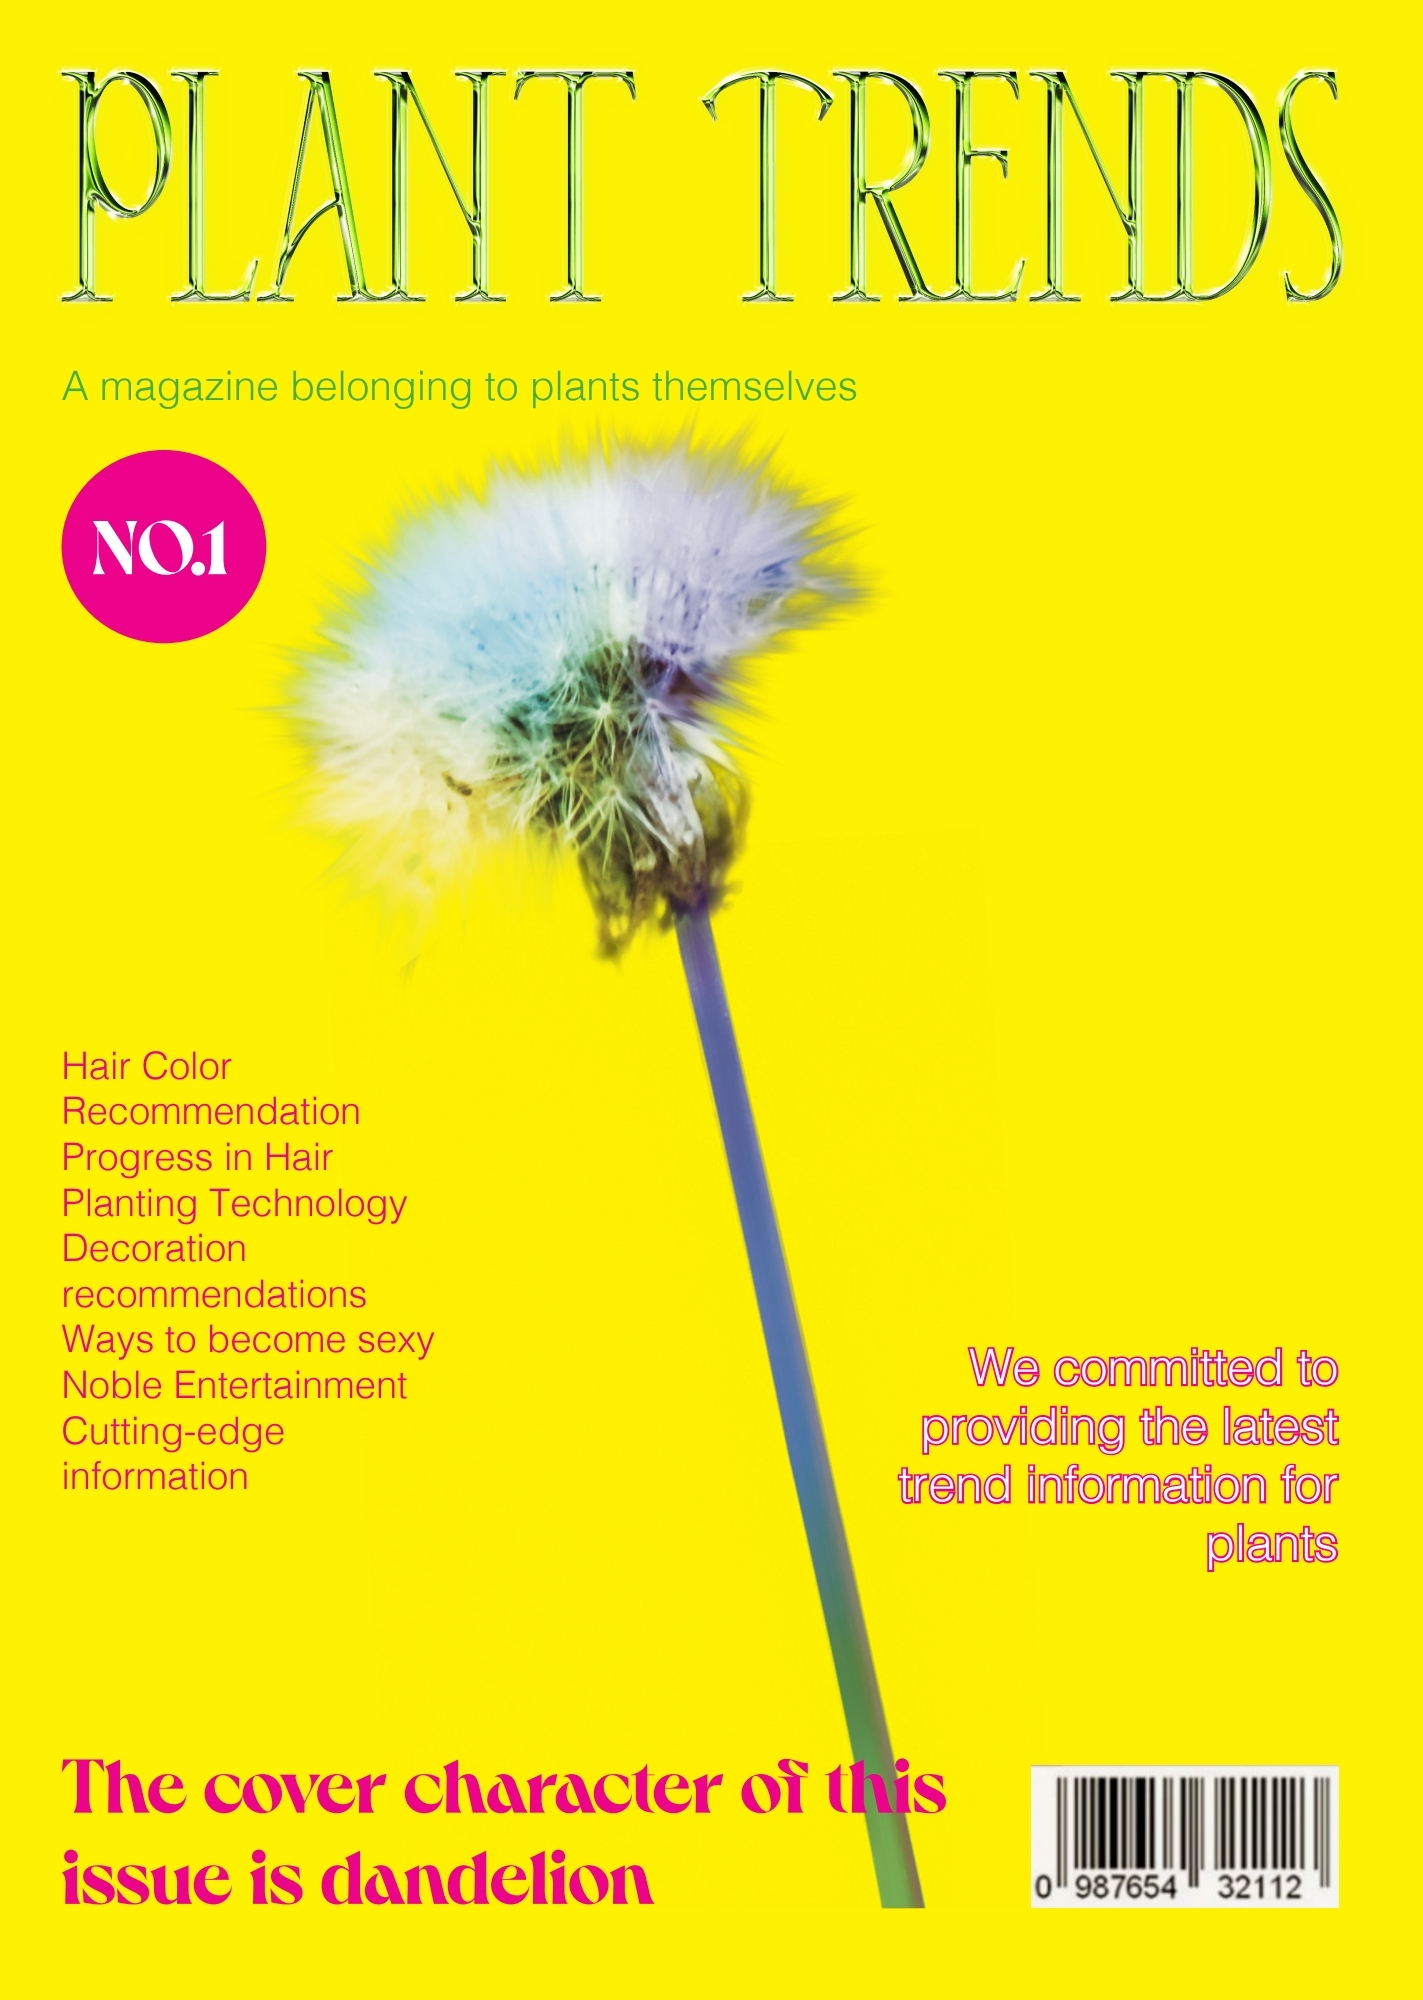 PLANT TRENDS
A magazine belonging to plants themselves
NO.1
Hair Color
Recommendation
Progress in Hair
Planting Technology
Decoration
recommendations
Ways to become sexy
Noble Entertainment
Cutting-edge
information
We committed to
providing the latest
trend information for
plants
The cover character of this
issue is dandelion
0 987654 32112